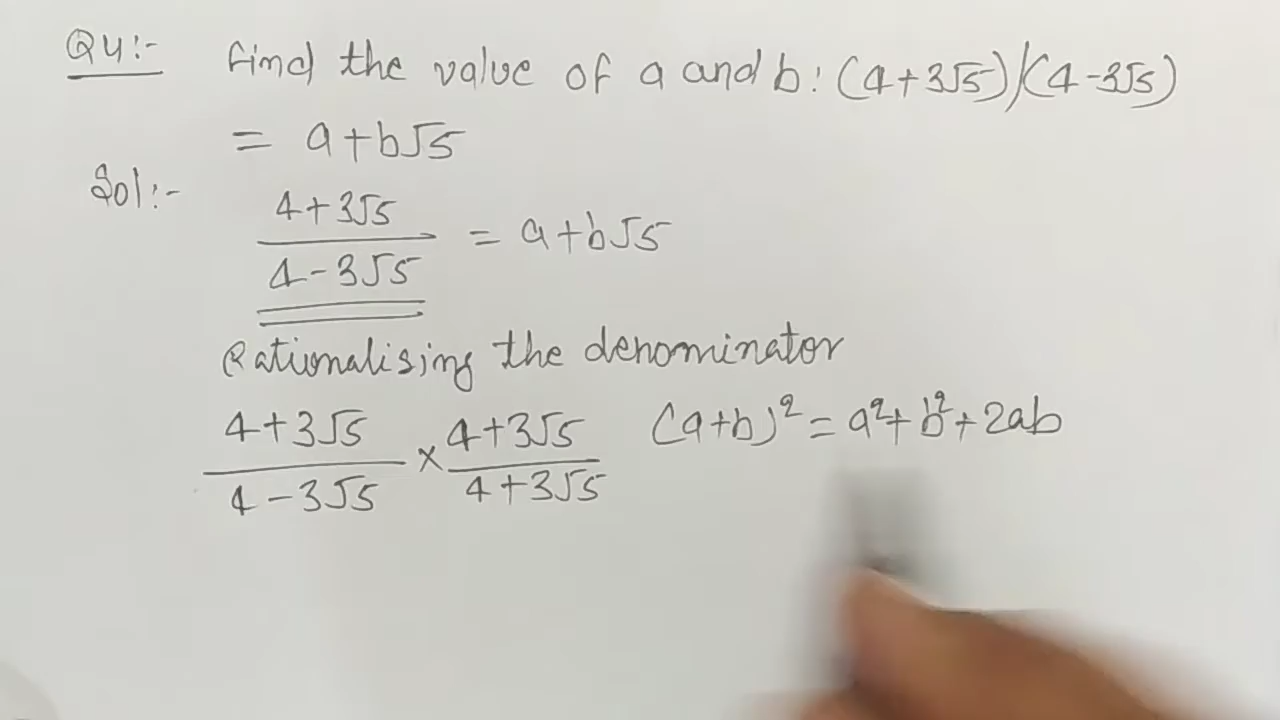 Q4:- Find the value of a and b: (4+3√5)/(4-3√5)
= a+b√5
Sol:-
4+3√5
4-3√5
= a+b√5
Rationalising the denominator
4+3√5 × 4+3√5
4-3√5 4+3√5
(a+b)² = a²+b²+2ab